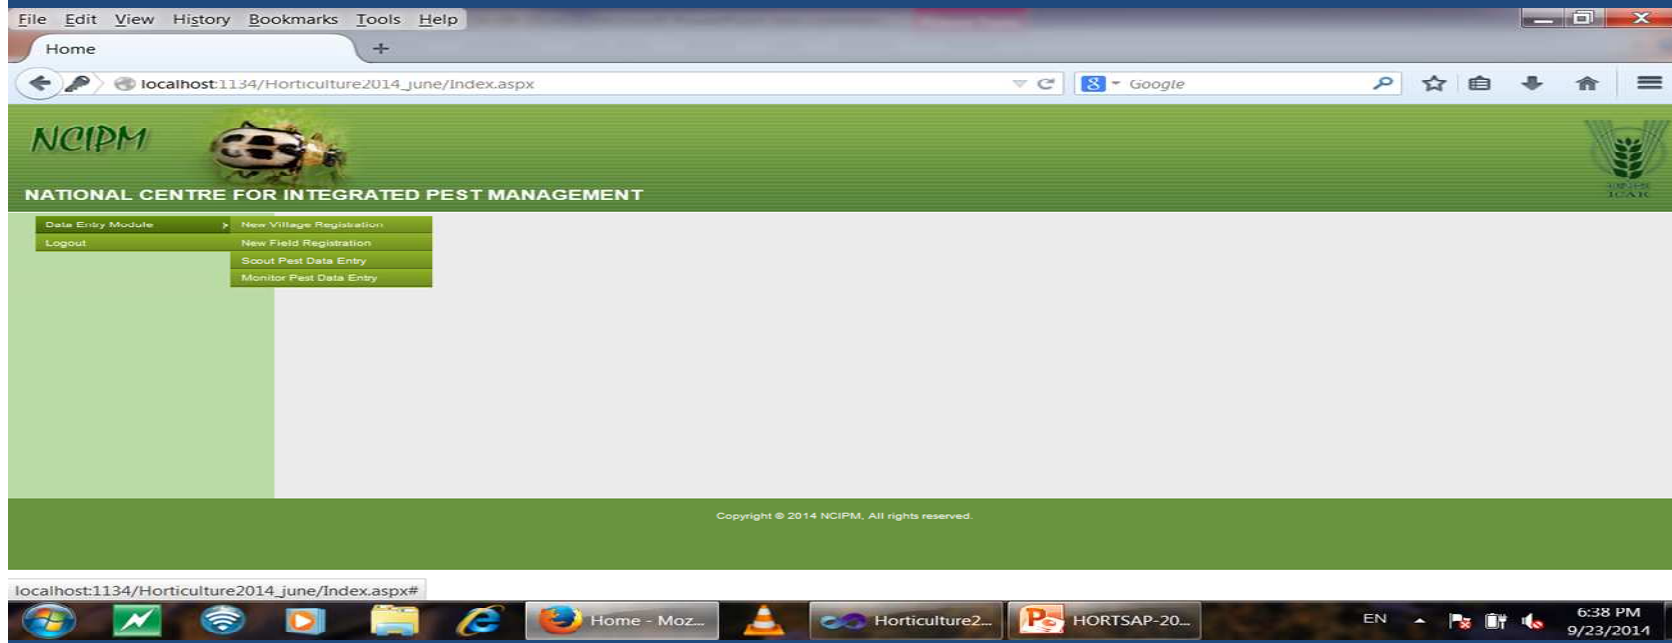 File Edit View History Bookmarks Tools Help
Home
localhost:1134/Horticulture2014_june/Index.aspx
Google
NCIPM
NATIONAL CENTRE FOR INTEGRATED PEST MANAGEMENT
ICAR
Data Entry Module
New Village Registration
Logout
New Field Registration
Scout Pest Data Entry
Monitor Pest Data Entry
Copyright © 2014 NCIPM, All rights reserved.
localhost:1134/Horticulture2014_june/Index.aspx#
Home - Moz...
Horticulture2...
HORTSAP-20...
EN
6:38 PM
9/23/2014